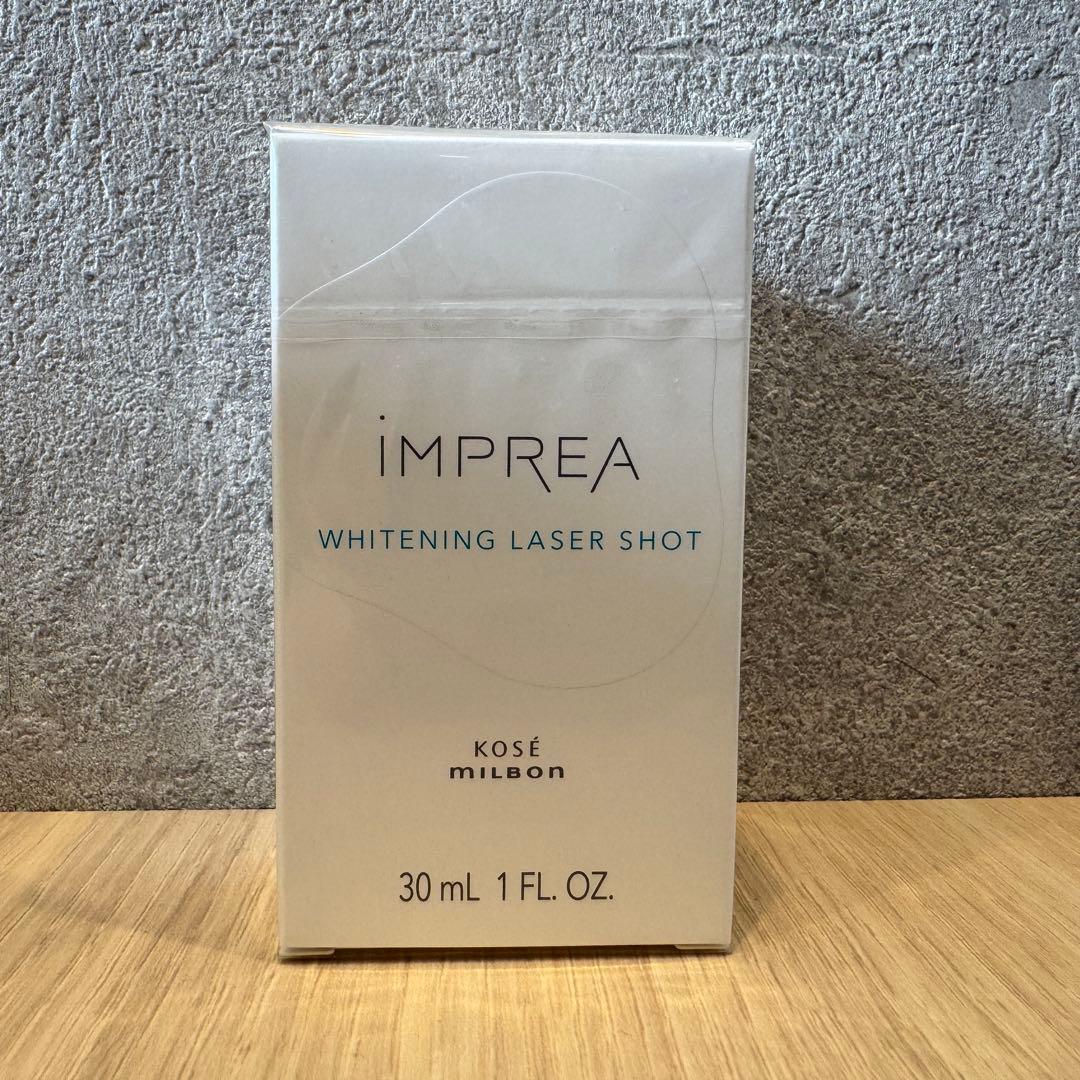 iMPREA
WHITENING LASER SHOT
KOSÉ
miLBon
30 mL 1 FL. OZ.